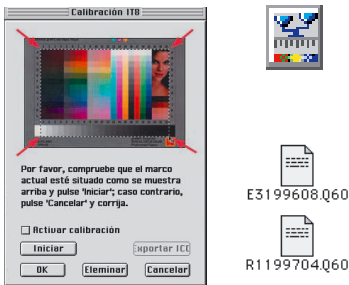 Calibración IT8
Por favor, compruebe que el marco
actual esté situado como se muestra
arriba y pulse 'Iniciar'; caso contrario,
pulse 'Cancelar' y corrija.
Activar calibración
Iniciar
Exportar ICC
OK
Eleminar
Cancelar
E3199608.Q60
R1199704.Q60